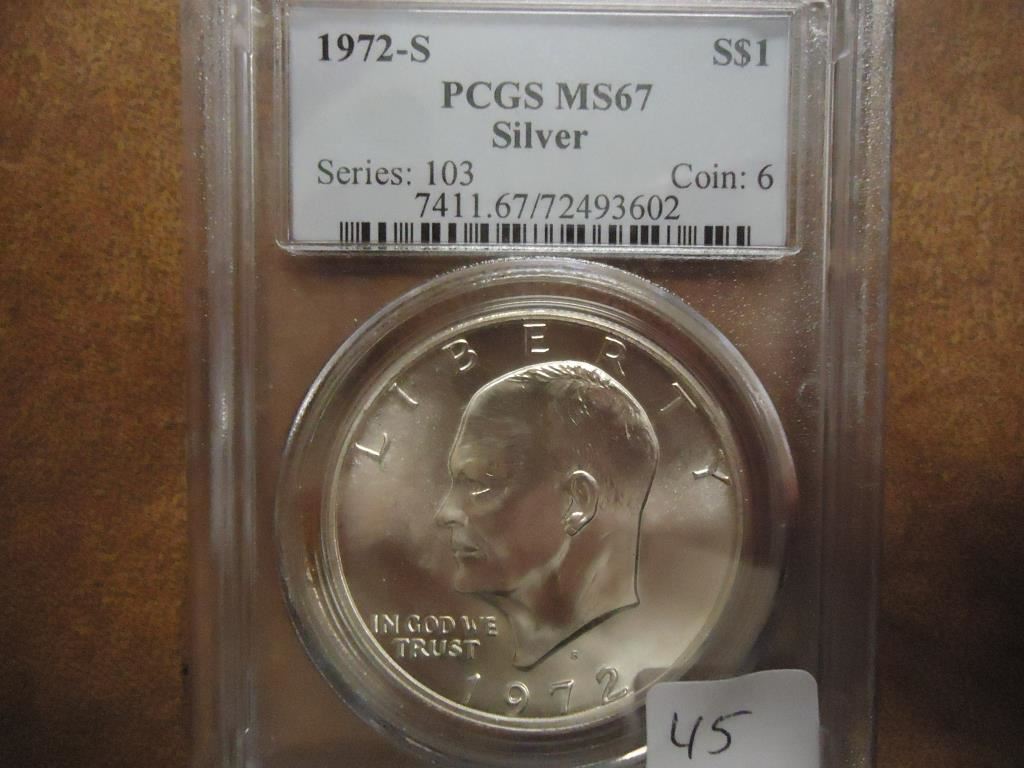 1972-S S$1
PCGS MS67
Silver
Series: 103 Coin: 6
7411.67/72493602
LIBERTY
IN GOD WE
TRUST
S
1972
45